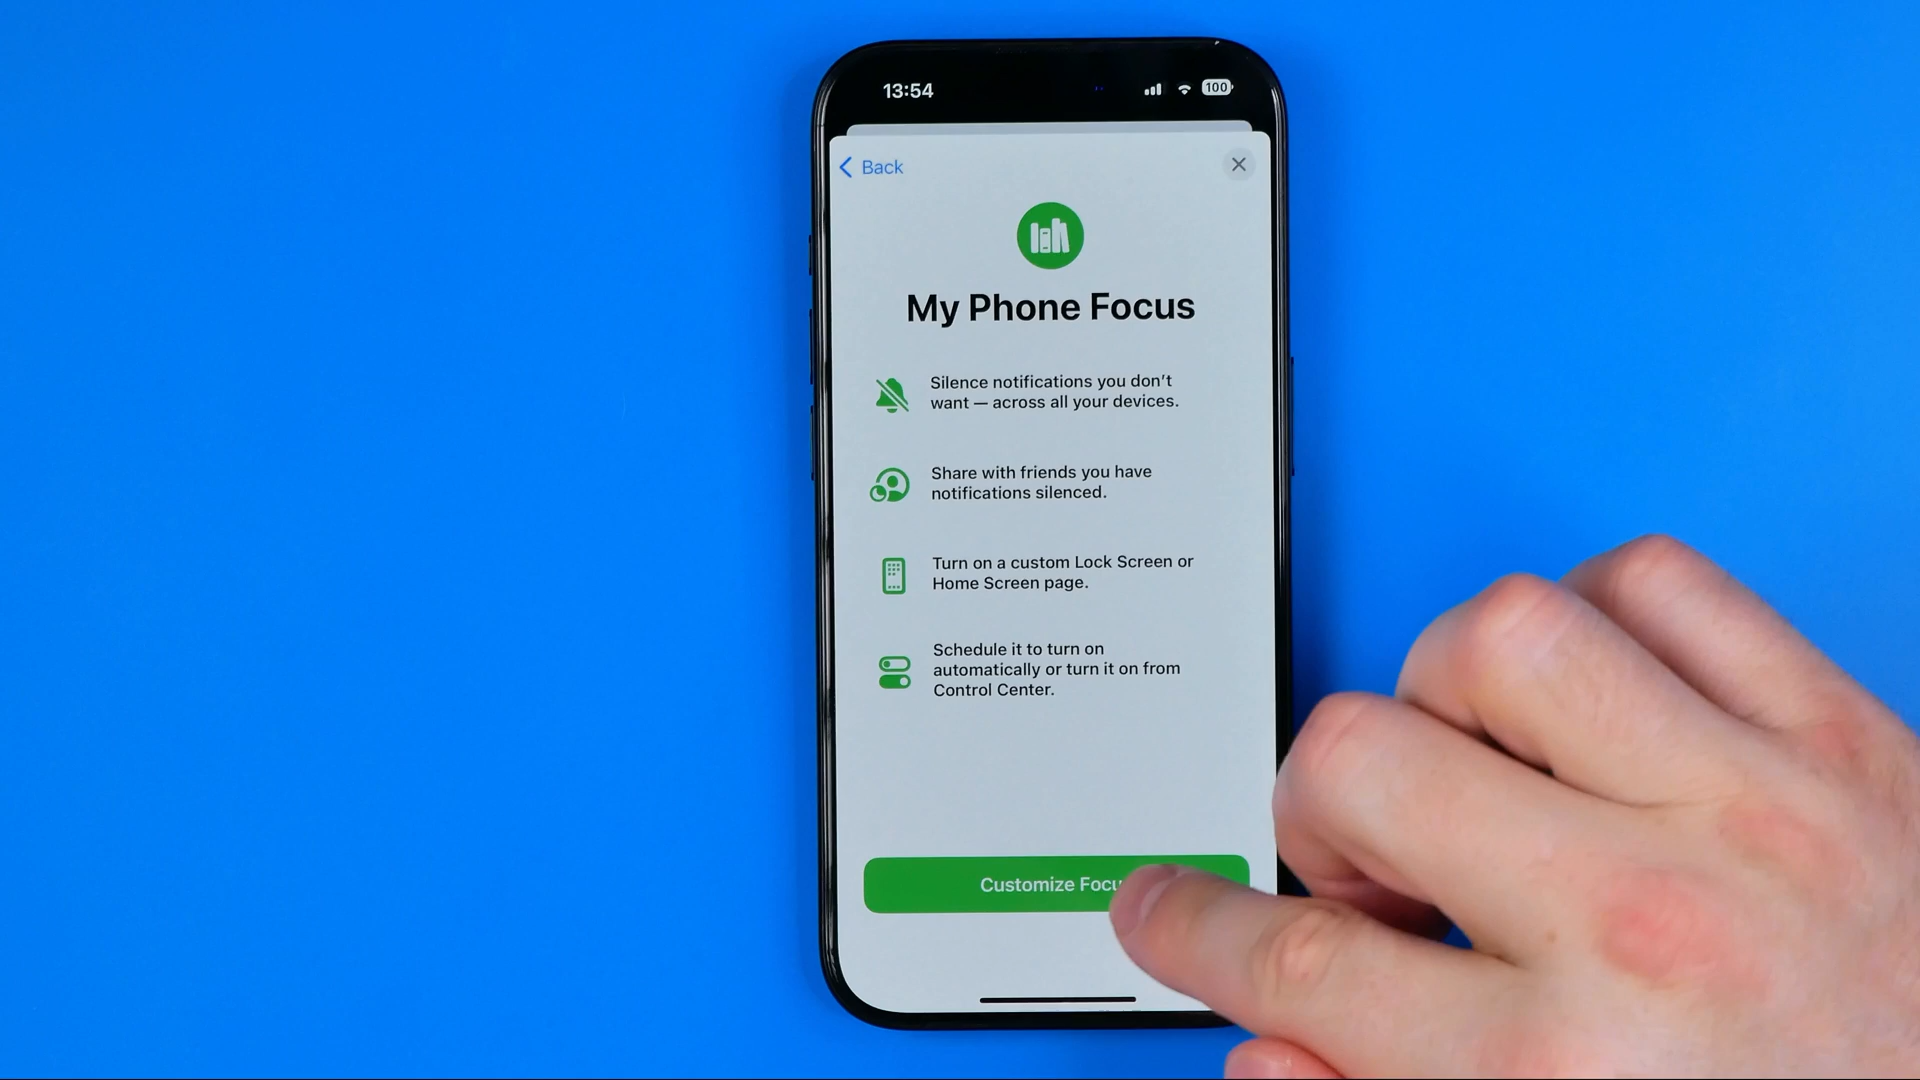 13:54
100
Back
My Phone Focus
Silence notifications you don't
want — across all your devices.
Share with friends you have
notifications silenced.
Turn on a custom Lock Screen or
Home Screen page.
Schedule it to turn on
automatically or turn it on from
Control Center.
Customize Focu